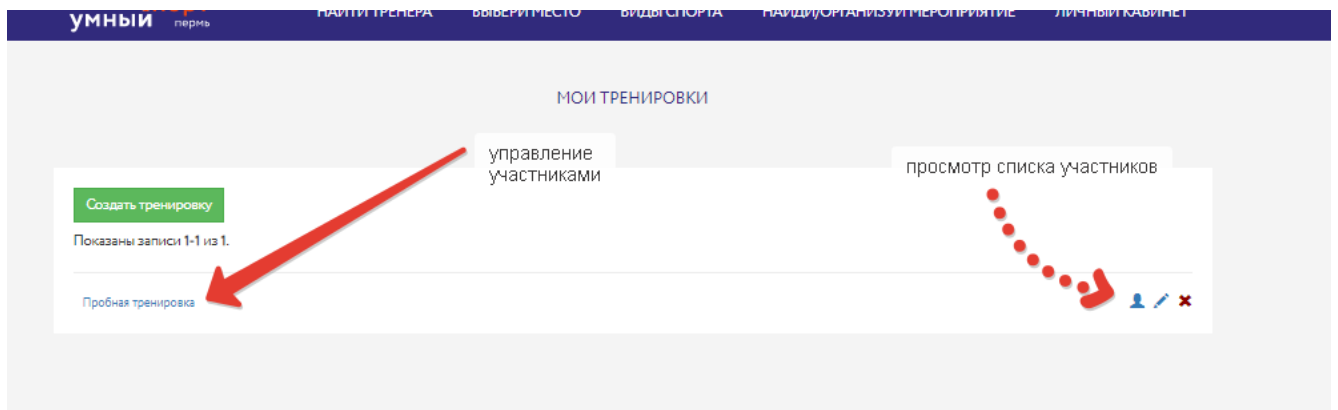 умный
пермь
НАЙТИ ТРЕНЕРА ВЫБЕРИ МЕСТО ВИДЫ СПОРТА НАЙДИ/ОРГАНИЗУЙ МЕРОПРИЯТИЕ ЛИЧНЫЙ КАБИНЕТ
МОИ ТРЕНИРОВКИ
управление
участниками
просмотр списка участников
Создать тренировку
Показаны записи 1-1 из 1.
Пробная тренировка